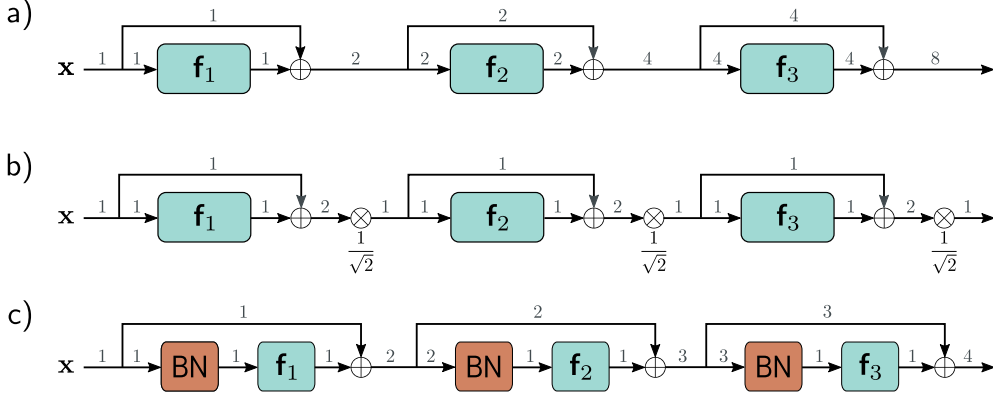 a)
1 2 4
x 1 1 f₁ 1 2 2 f₂ 2 4 4 f₃ 4 8
b)
1 1 1
x 1 1 f₁ 1 2 1 1 f₂ 1 2 1 1 f₃ 1 2 1
1/√2 1/√2 1/√2
c)
1 2 3
x 1 1 BN 1 f₁ 1 2 2 BN 1 f₂ 1 3 3 BN 1 f₃ 1 4